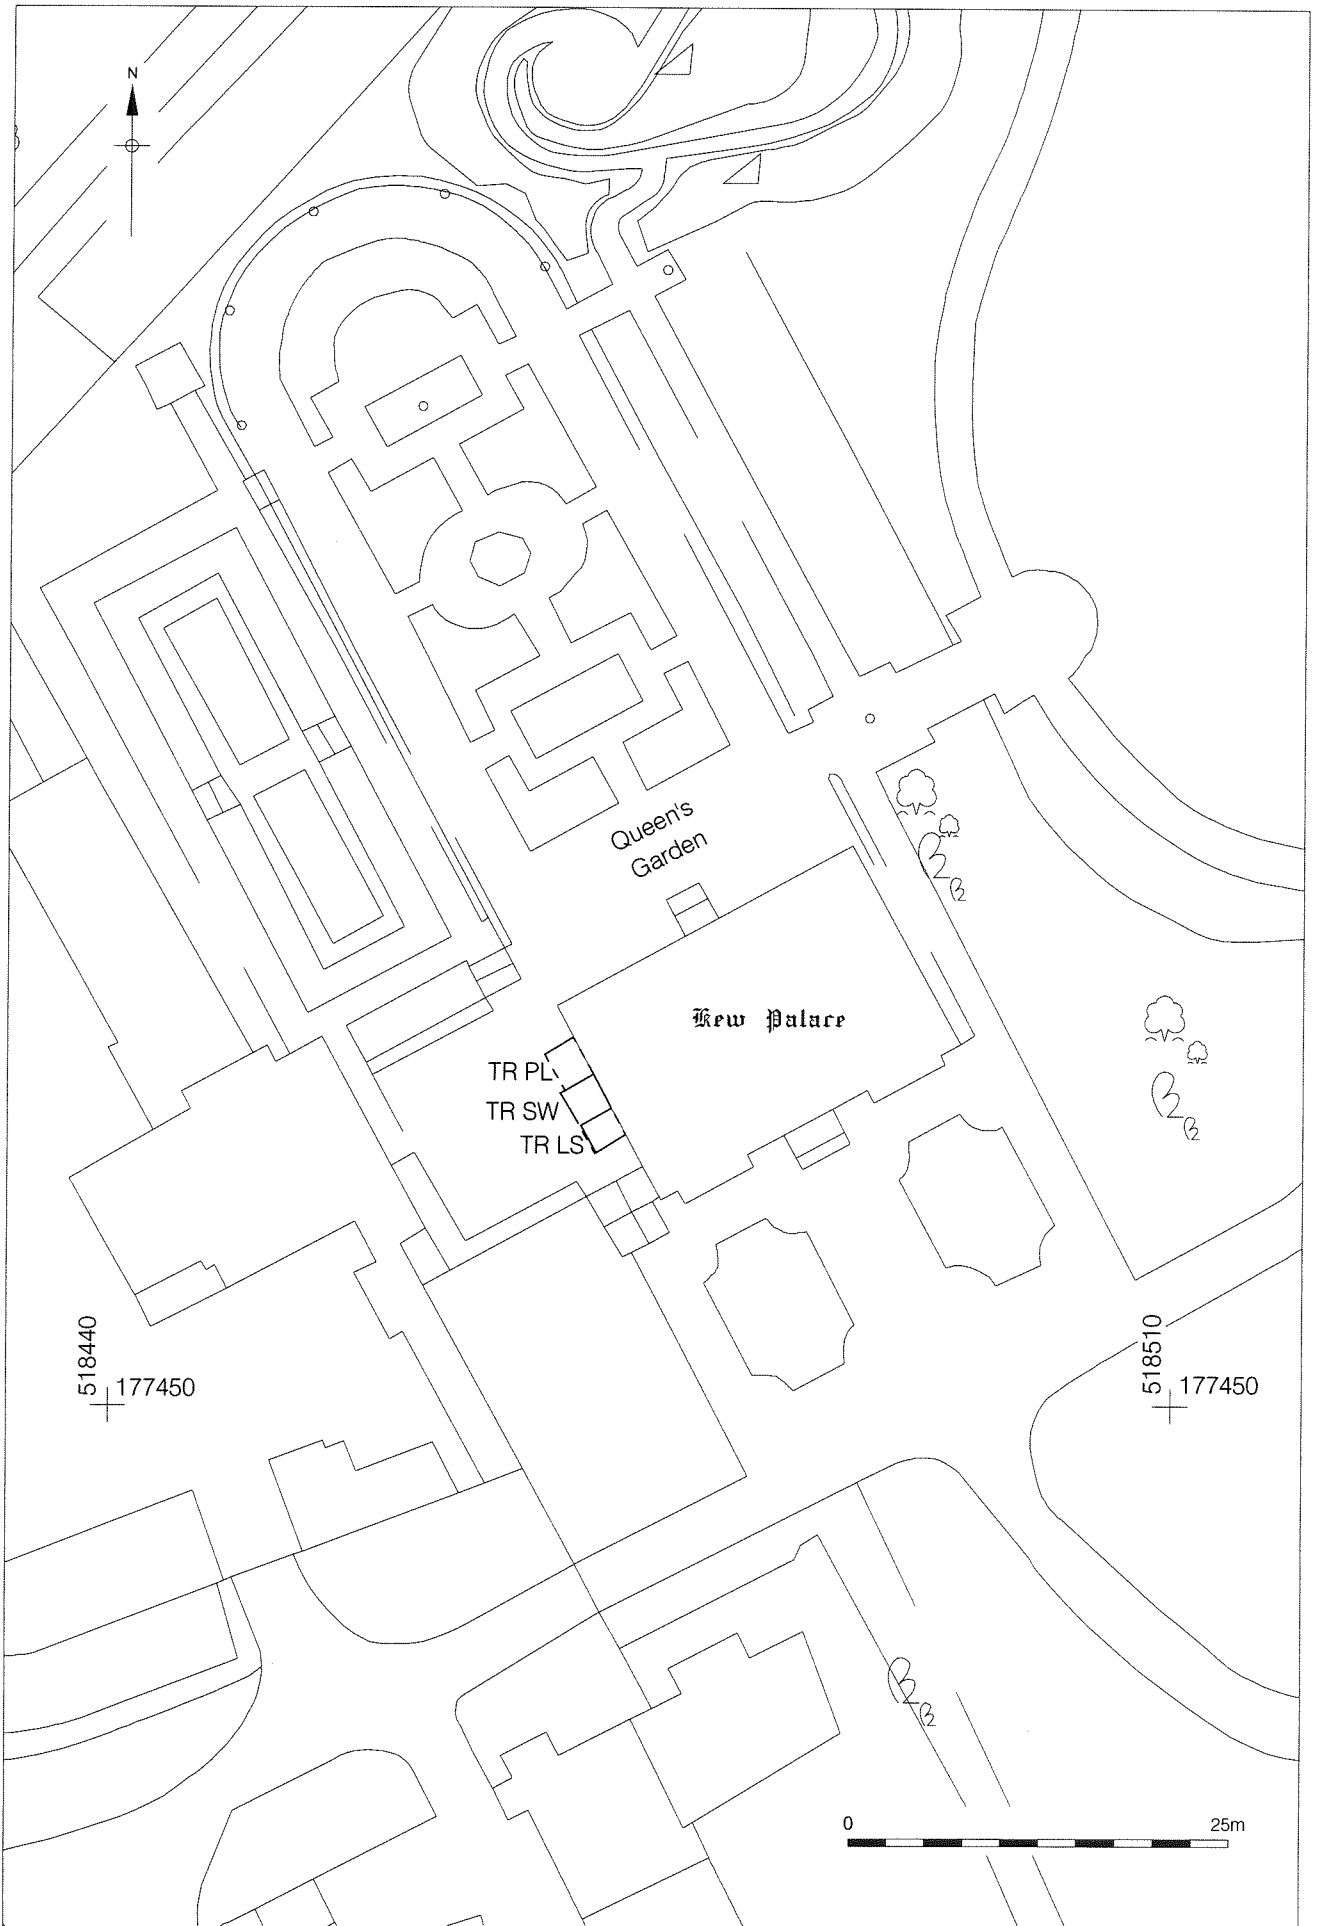 N
Queen's
Garden
Kew Palace
TR PL
TR SW
TR LS
518440
177450
518510
177450
0
25m